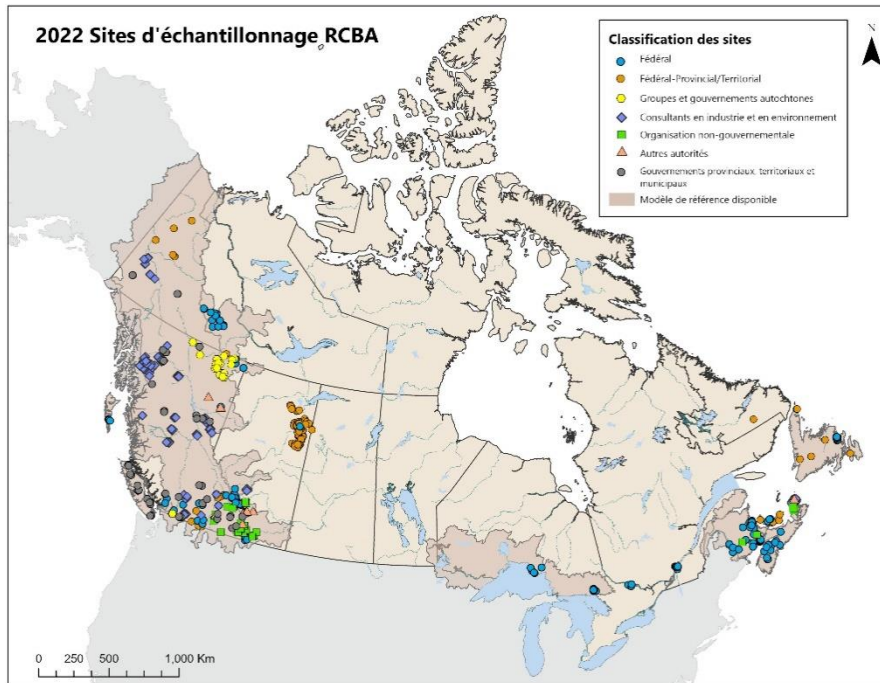 2022 Sites d'échantillonnage RCBA
N
Classification des sites
Fédéral
Fédéral-Provincial/Territorial
Groupes et gouvernements autochtones
Consultants en industrie et en environnement
Organisation non-gouvernementale
Autres autorités
Gouvernements provinciaux, territoriaux et
municipaux
Modèle de référence disponible
0 250 500 1,000 Km